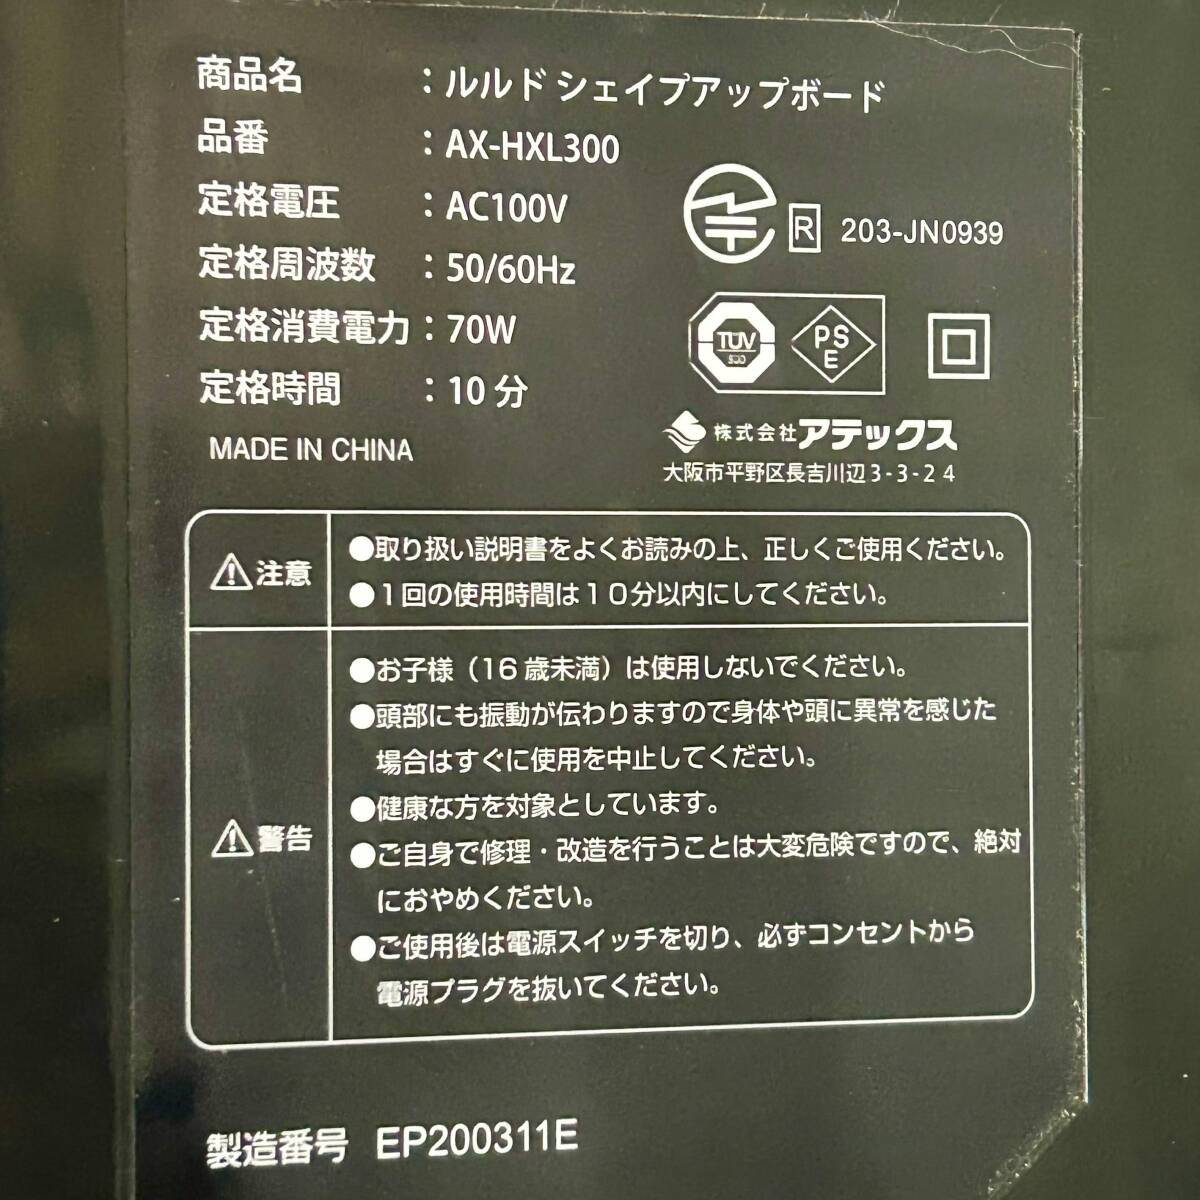 商品名 ：ルルド シェイプアップボード
品番 ：AX-HXL300
定格電圧 ：AC100V
定格周波数 ：50/60Hz
定格消費電力：70W
定格時間 ：10 分
MADE IN CHINA
R 203-JN0939
TÜV
SÜD
PS
E
株式会社アテックス
大阪市平野区長吉川辺3-3-24
注意
●取り扱い説明書をよくお読みの上、正しくご使用ください。
●1回の使用時間は10分以内にしてください。
警告
●お子様（16歳未満）は使用しないでください。
●頭部にも振動が伝わりますので身体や頭に異常を感じた
場合はすぐに使用を中止してください。
●健康な方を対象としています。
●ご自身で修理・改造を行うことは大変危険ですので、絶対
におやめください。
●ご使用後は電源スイッチを切り、必ずコンセントから
電源プラグを抜いてください。
製造番号 EP200311E